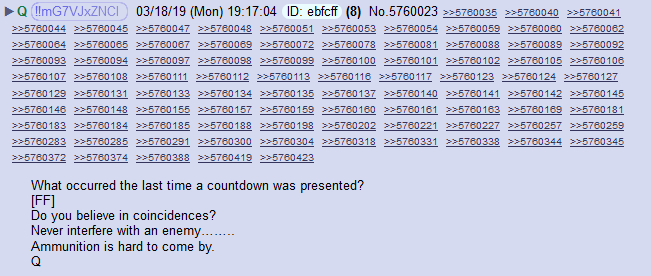 ▶ Q !!mG7VJxZNCI 03/18/19 (Mon) 19:17:04 ID: ebfcff (8) No.5760023 >>5760035 >>5760040 >>5760041
>>5760044 >>5760045 >>5760047 >>5760048 >>5760051 >>5760053 >>5760054 >>5760059 >>5760060 >>5760062
>>5760064 >>5760065 >>5760067 >>5760069 >>5760072 >>5760078 >>5760081 >>5760088 >>5760089 >>5760092
>>5760093 >>5760097 >>5760098 >>5760099 >>5760100 >>5760101 >>5760102 >>5760105 >>5760106
>>5760107 >>5760108 >>5760111 >>5760112 >>5760113 >>5760116 >>5760117 >>5760123 >>5760124 >>5760127
>>5760129 >>5760131 >>5760133 >>5760134 >>5760135 >>5760137 >>5760140 >>5760141 >>5760142 >>5760145
>>5760146 >>5760148 >>5760155 >>5760157 >>5760159 >>5760160 >>5760161 >>5760163 >>5760169 >>5760181
>>5760183 >>5760184 >>5760185 >>5760188 >>5760198 >>5760202 >>5760221 >>5760227 >>5760257 >>5760259
>>5760283 >>5760285 >>5760291 >>5760300 >>5760304 >>5760318 >>5760331 >>5760338 >>5760344 >>5760345
>>5760372 >>5760374 >>5760388 >>5760419 >>5760423
What occurred the last time a countdown was presented?
[FF]
Do you believe in coincidences?
Never interfere with an enemy........
Ammunition is hard to come by.
Q